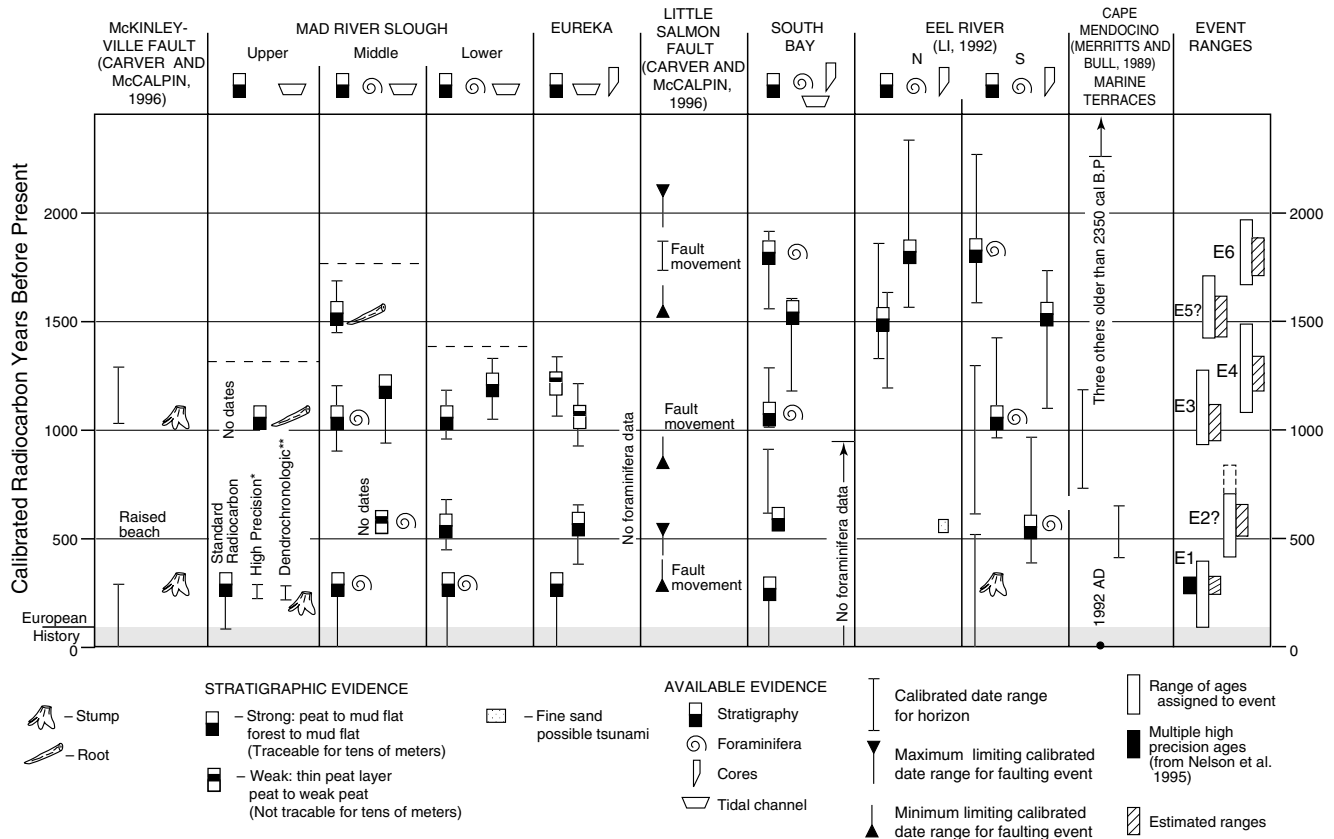 McKINLEY-
VILLE FAULT
(CARVER and
McCALPIN,
1996)
MAD RIVER SLOUGH
Upper
Middle
Lower
EUREKA
LITTLE
SALMON
FAULT
(CARVER AND
McCALPIN,
1996)
SOUTH
BAY
EEL RIVER
(LI, 1992)
N
S
CAPE
MENDOCINO
(MERRITTS AND
BULL, 1989)
MARINE
TERRACES
EVENT
RANGES
Calibrated Radiocarbon Years Before Present
2000
1500
1000
500
European
History
0
2000
1500
1000
500
0
Raised
beach
No dates
Standard
Radiocarbon
High Precision*
Dendrochronologic**
No dates
No foraminifera data
Fault
movement
Fault
movement
Fault
movement
No foraminifera data
Three others older than 2350 cal B.P
1992 AD
E6
E5?
E4
E3
E2?
E1
– Stump
– Root
STRATIGRAPHIC EVIDENCE
– Strong: peat to mud flat
forest to mud flat
(Traceable for tens of meters)
– Weak: thin peat layer
peat to weak peat
(Not tracable for tens of meters)
– Fine sand
possible tsunami
AVAILABLE EVIDENCE
Stratigraphy
Foraminifera
Cores
Tidal channel
Calibrated date range
for horizon
Maximum limiting calibrated
date range for faulting event
Minimum limiting calibrated
date range for faulting event
Range of ages
assigned to event
Multiple high
precision ages
(from Nelson et al.
1995)
Estimated ranges